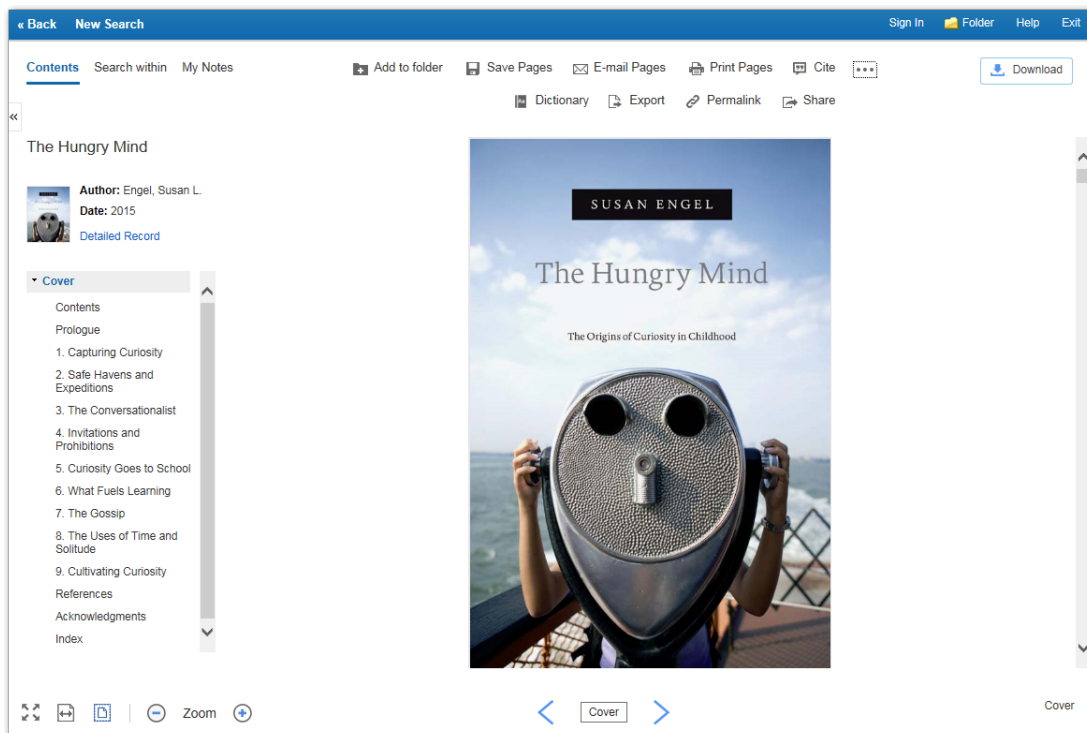 « Back New Search Sign In Folder Help Exit
Contents Search within My Notes Add to folder Save Pages E-mail Pages Print Pages Cite Download
Dictionary Export Permalink Share
«
The Hungry Mind
Author: Engel, Susan L.
Date: 2015
Detailed Record
Cover
Contents
Prologue
1. Capturing Curiosity
2. Safe Havens and
Expeditions
3. The Conversationalist
4. Invitations and
Prohibitions
5. Curiosity Goes to School
6. What Fuels Learning
7. The Gossip
8. The Uses of Time and
Solitude
9. Cultivating Curiosity
References
Acknowledgments
Index
SUSAN ENGEL
The Hungry Mind
The Origins of Curiosity in Childhood
Zoom Cover Cover